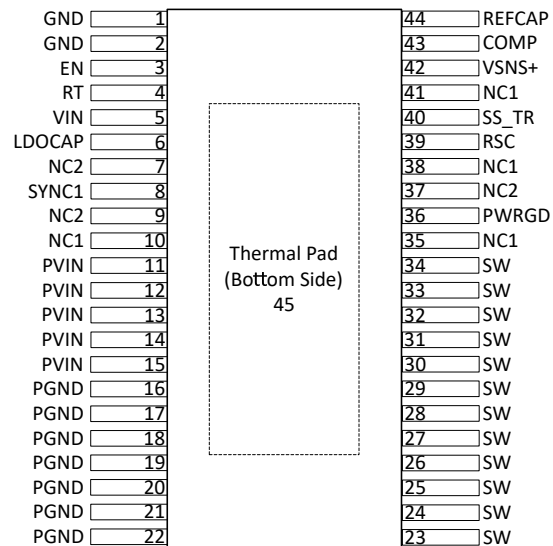 GND 1 44 REFCAP
GND 2 43 COMP
EN 3 42 VSNS+
RT 4 41 NC1
VIN 5 40 SS_TR
LDOCAP 6 39 RSC
NC2 7 38 NC1
SYNC1 8 37 NC2
NC2 9 36 PWRGD
NC1 10 35 NC1
PVIN 11 34 SW
PVIN 12 33 SW
PVIN 13 32 SW
PVIN 14 31 SW
PVIN 15 30 SW
PGND 16 29 SW
PGND 17 28 SW
PGND 18 27 SW
PGND 19 26 SW
PGND 20 25 SW
PGND 21 24 SW
PGND 22 23 SW
Thermal Pad
(Bottom Side)
45